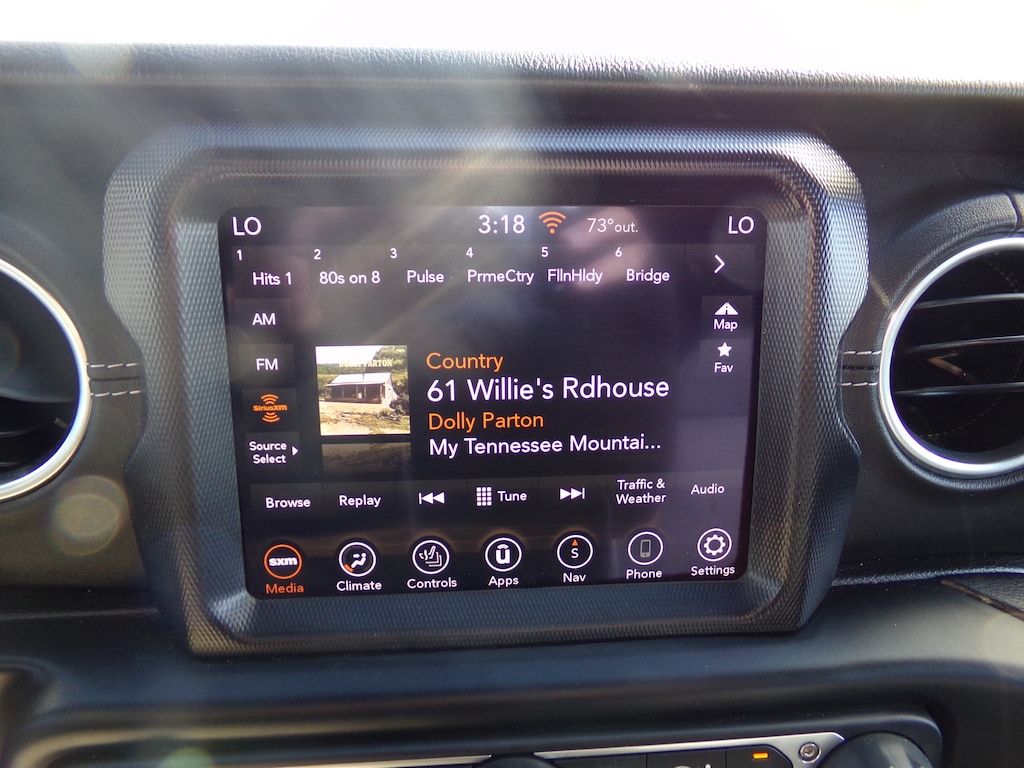 LO 3:18 73°out. LO
1 2 3 4 5 6
Hits 1 80s on 8 Pulse PrmeCtry FllnHldy Bridge
AM
Map
FM
Fav
DOLLY PARTON
Country
61 Willie's Rdhouse
Dolly Parton
My Tennessee Mountai...
SiriusXM
Source
Select
Browse Replay Tune Traffic &
Weather Audio
sxm U S
Media Climate Controls Apps Nav Phone Settings